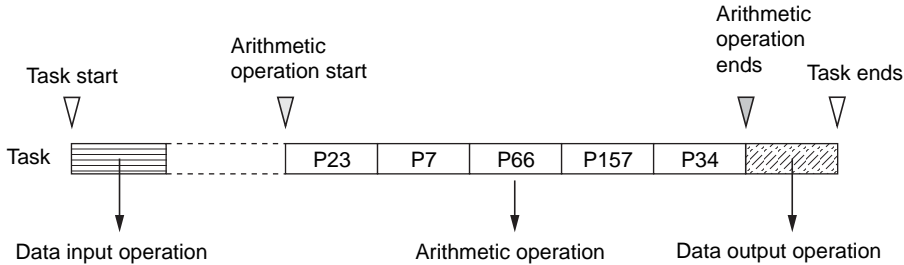 Task start
Arithmetic
operation start
Arithmetic
operation
ends
Task ends
Task
P23
P7
P66
P157
P34
Data input operation
Arithmetic operation
Data output operation